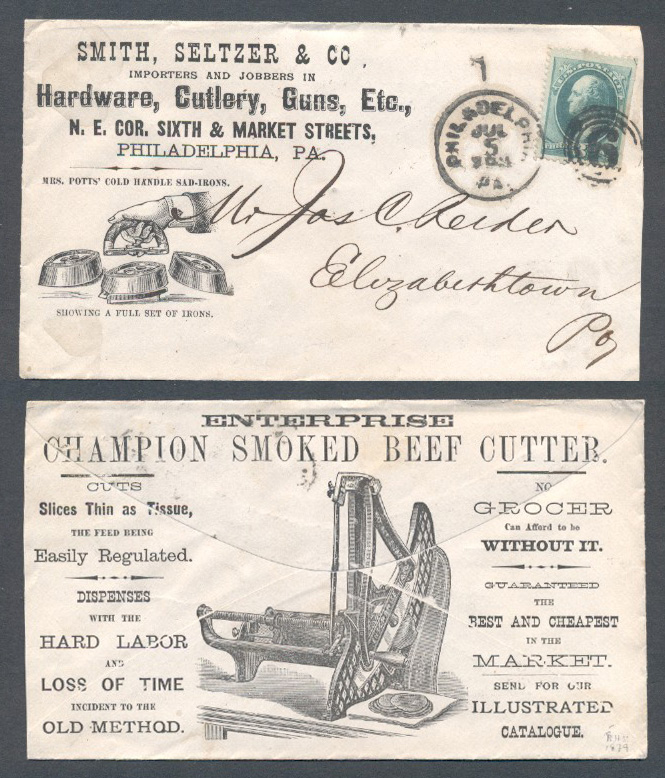 SMITH, SELTZER & CO
IMPORTERS AND JOBBERS IN
Hardware, Cutlery, Guns, Etc.,
N. E. COR. SIXTH & MARKET STREETS,
PHILADELPHIA, PA.
MRS. POTTS' COLD HANDLE SAD-IRONS.
SHOWING A FULL SET OF IRONS.
1
PHILADELPHIA
JUL
5
PA.
U.S. POSTAGE
6
Mr Jos C. Reider
Elizabethtown
Pa
ENTERPRISE
CHAMPION SMOKED BEEF CUTTER.
CUTS
Slices Thin as Tissue,
THE FEED BEING
Easily Regulated.
DISPENSES
WITH THE
HARD LABOR
AND
LOSS OF TIME
INCIDENT TO THE
OLD METHOD.
NO
GROCER
Can Afford to be
WITHOUT IT.
GUARANTEED
THE
BEST AND CHEAPEST
IN THE
MARKET.
SEND FOR OUR
ILLUSTRATED
CATALOGUE.
1879